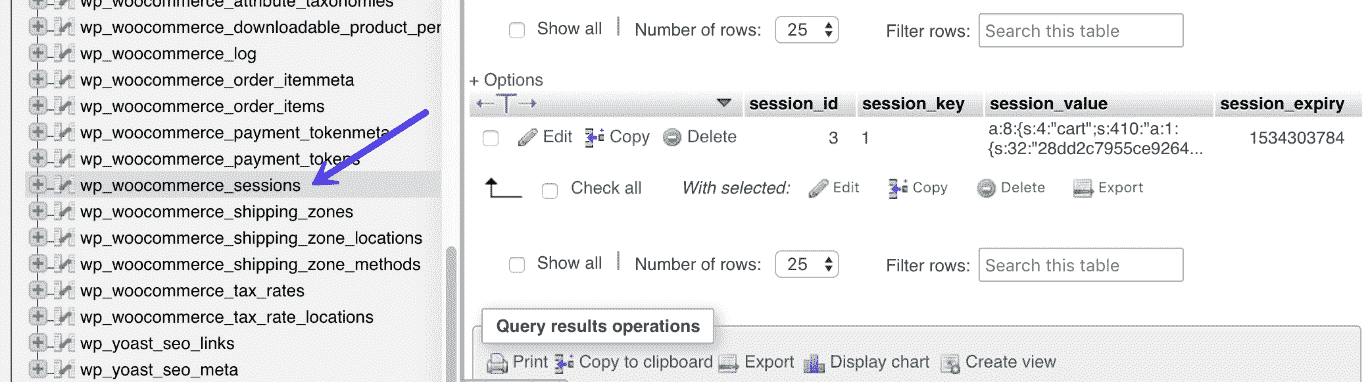 wp_woocommerce_attribute_taxonomies
wp_woocommerce_downloadable_product_per
wp_woocommerce_log
wp_woocommerce_order_itemmeta
wp_woocommerce_order_items
wp_woocommerce_payment_tokenmeta
wp_woocommerce_payment_tokens
wp_woocommerce_sessions
wp_woocommerce_shipping_zones
wp_woocommerce_shipping_zone_locations
wp_woocommerce_shipping_zone_methods
wp_woocommerce_tax_rates
wp_woocommerce_tax_rate_locations
wp_yoast_seo_links
wp_yoast_seo_meta
Show all Number of rows: 25 Filter rows: Search this table
+ Options
session_id session_key session_value session_expiry
Edit Copy Delete 3 1 a:8:{s:4:"cart";s:410:"a:1:
{s:32:"28dd2c7955ce9264... 1534303784
Check all With selected: Edit Copy Delete Export
Show all Number of rows: 25 Filter rows: Search this table
Query results operations
Print Copy to clipboard Export Display chart Create view